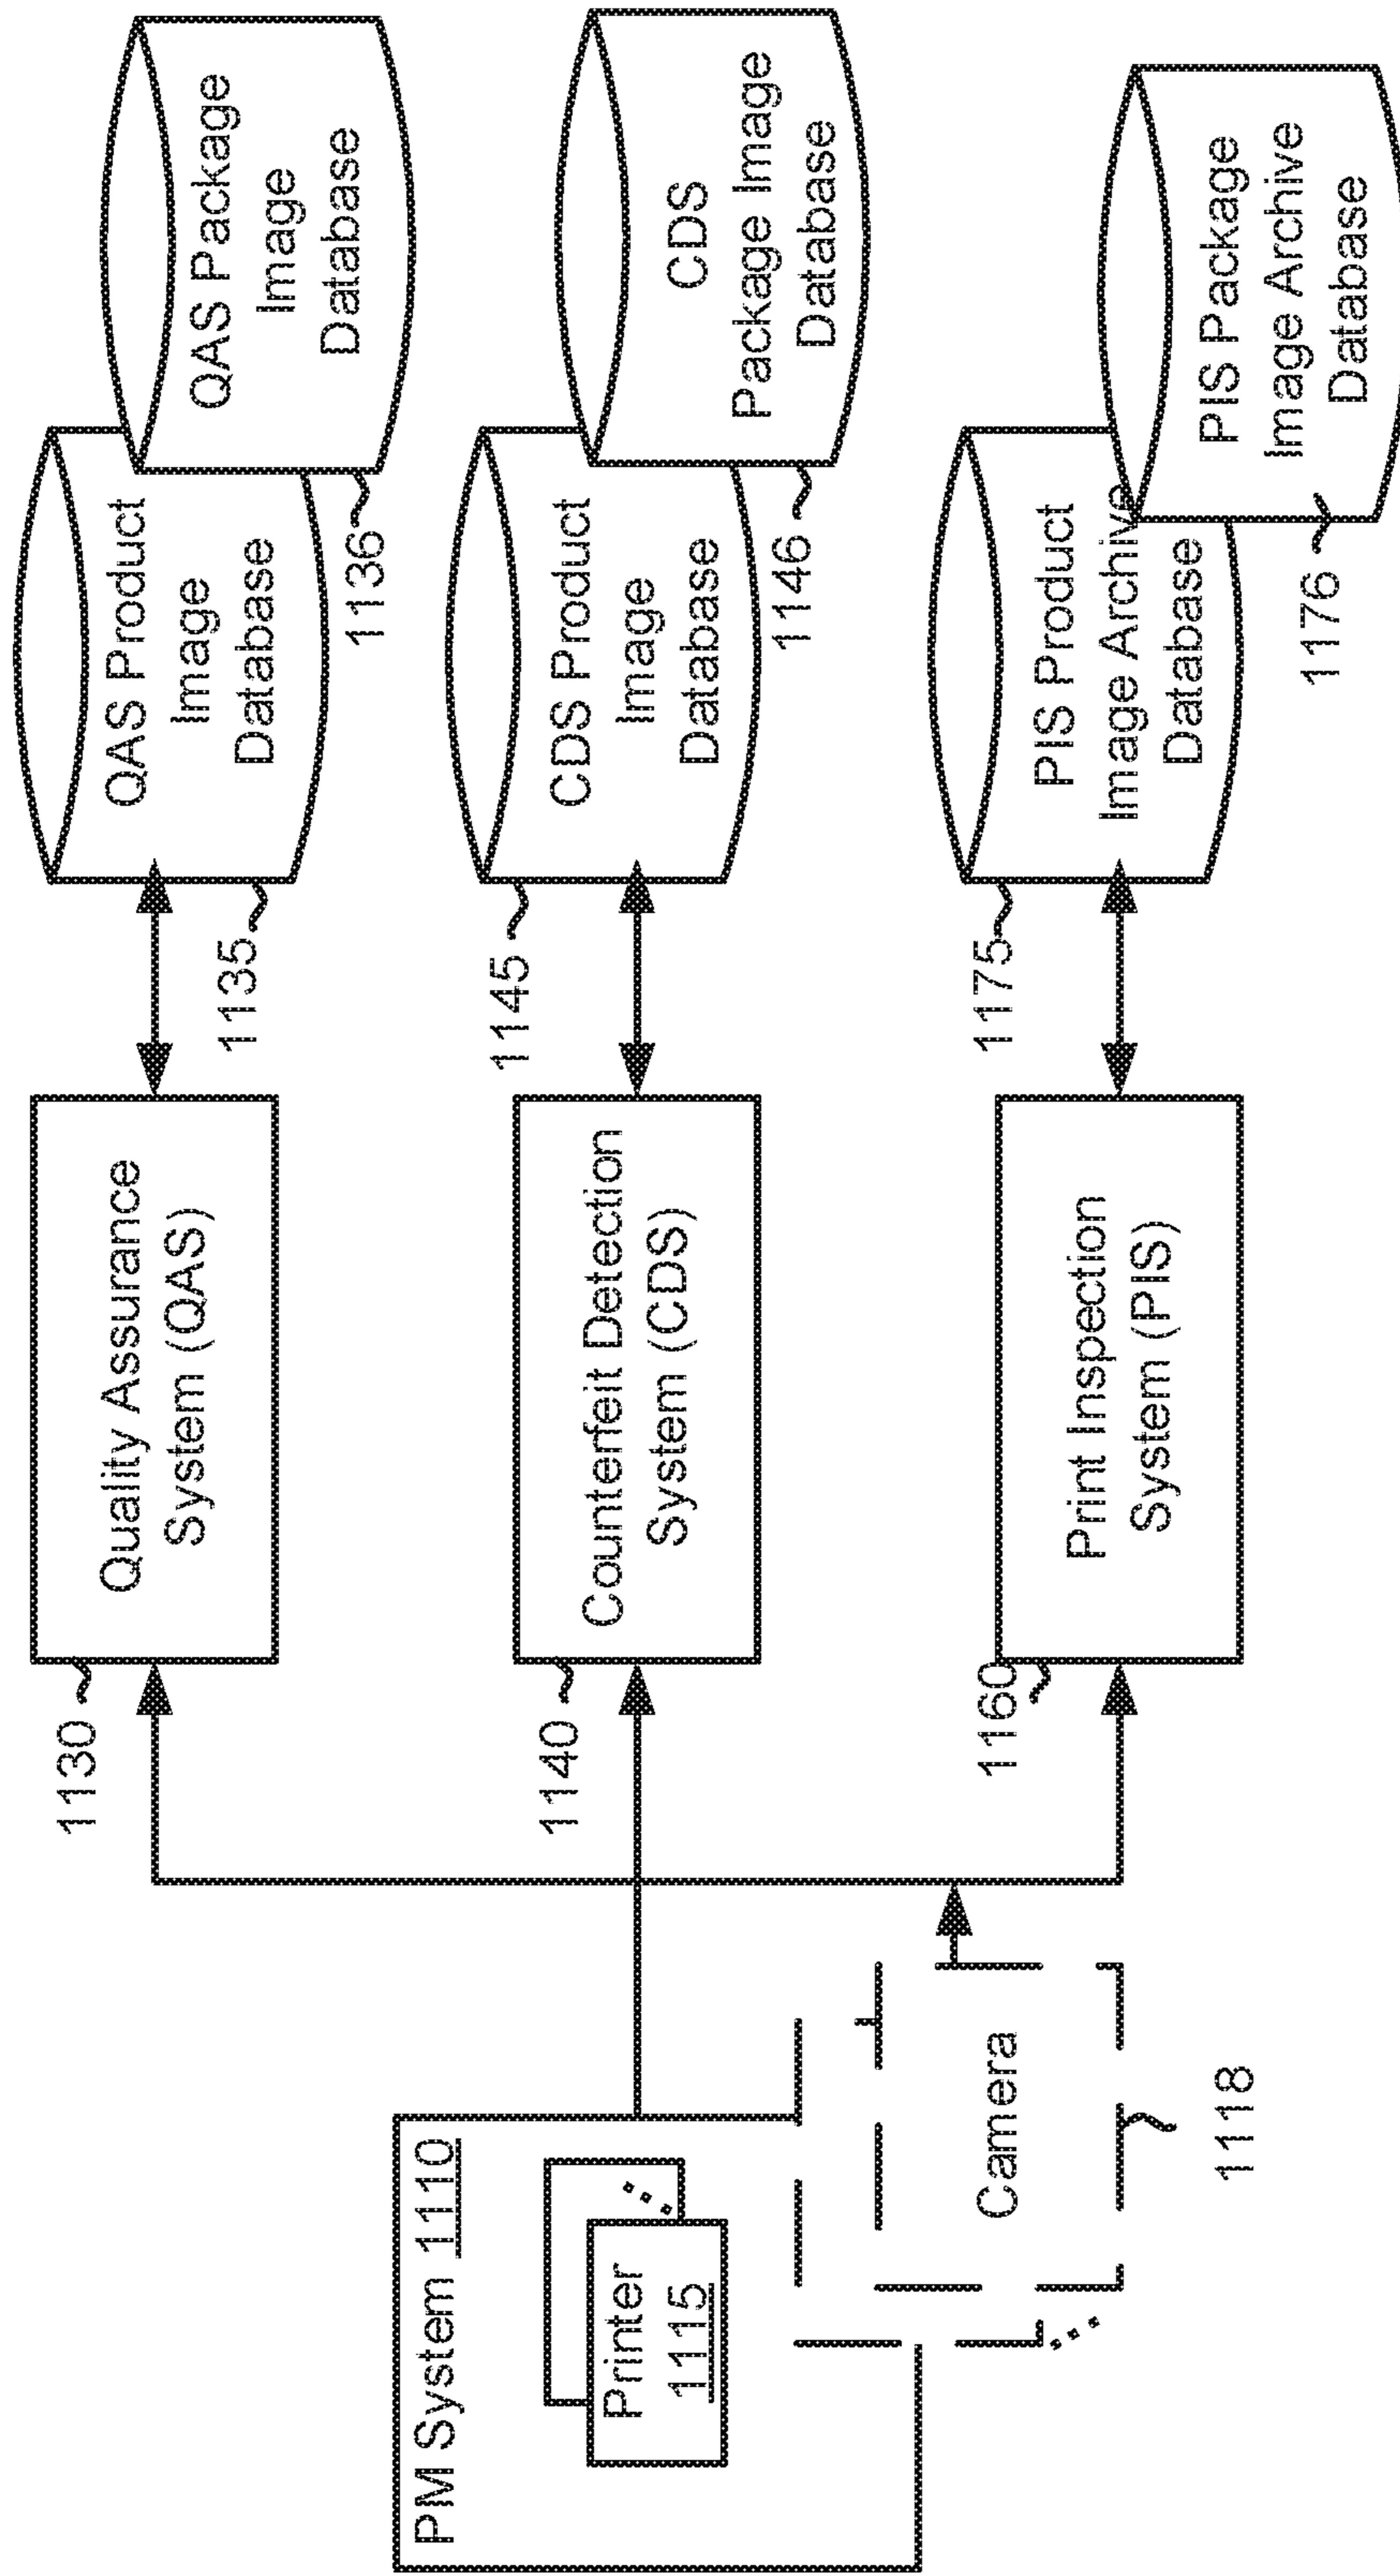 PM System 1110
Printer
1115
Camera
1118
1130
Quality Assurance
System (QAS)
1135
QAS Product
Image
Database
1136
QAS Package
Image
Database
1140
Counterfeit Detection
System (CDS)
1145
CDS Product
Image
Database
1146
CDS
Package Image
Database
1160
Print Inspection
System (PIS)
1175
PIS Product
Image Archive
Database
1176
PIS Package
Image Archive
Database